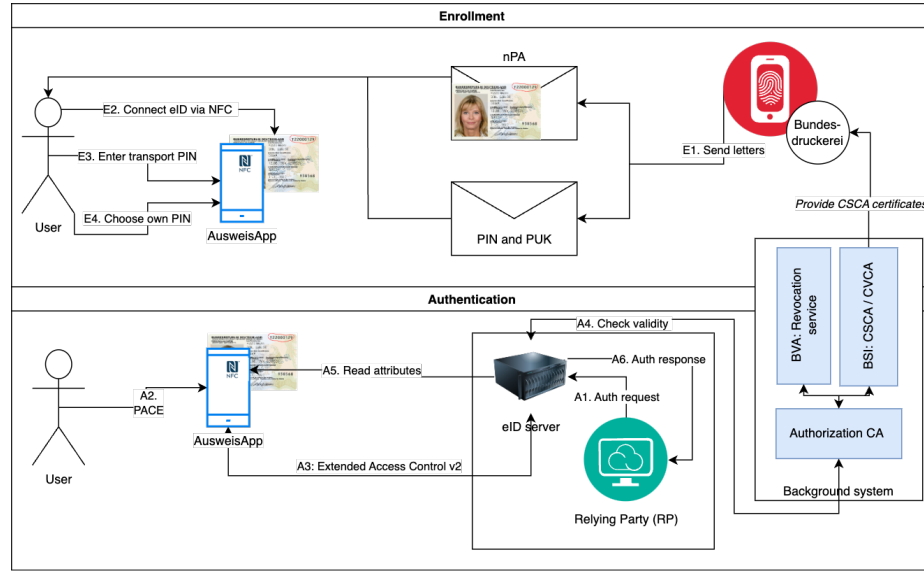 Enrollment
nPA
E2. Connect eID via NFC
Bundes-
druckerei
E1. Send letters
E3. Enter transport PIN
NFC
Provide CSCA certificates
E4. Choose own PIN
User
AusweisApp
PIN and PUK
Authentication
BVA: Revocation
service
BSI: CSCA / CVCA
A4. Check validity
A6. Auth response
NFC
A5. Read attributes
A2.
PACE
A1. Auth request
eID server
Authorization CA
AusweisApp
A3: Extended Access Control v2
User
Background system
Relying Party (RP)